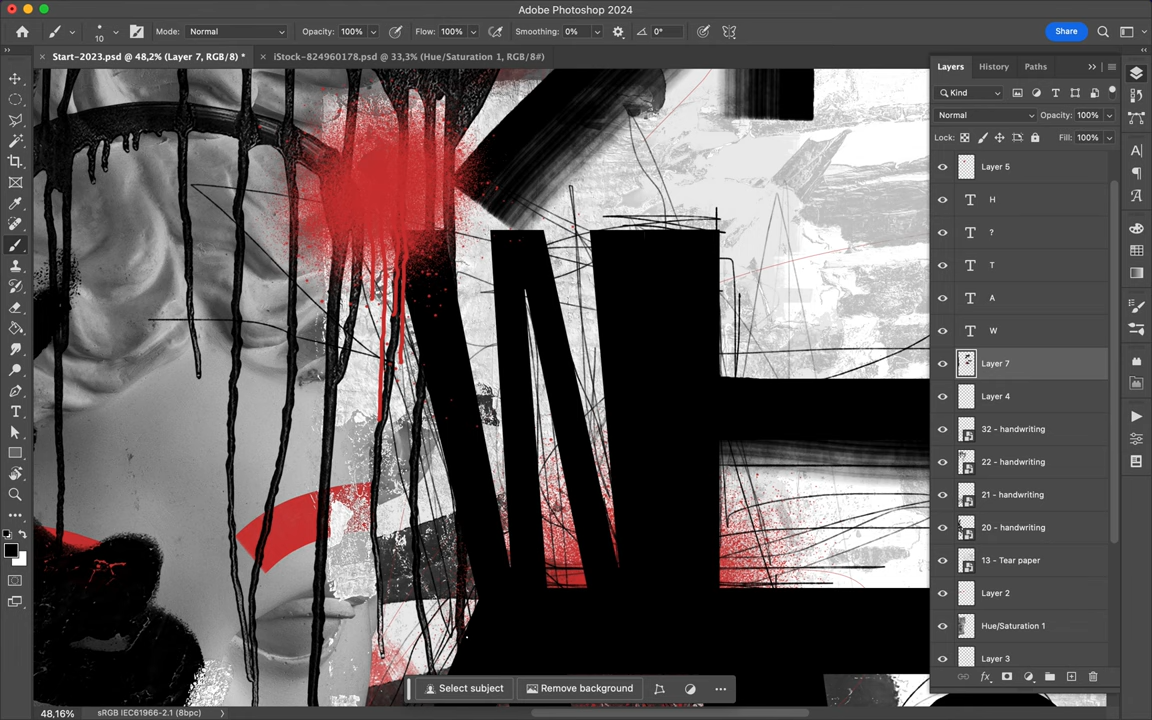 Adobe Photoshop 2024
10
Mode: Normal Opacity: 100% Flow: 100% Smoothing: 0% 0° Share
× Start-2023.psd @ 48,2% (Layer 7, RGB/8) * × iStock-824960178.psd @ 33,3% (Hue/Saturation 1, RGB/8#)
Layers History Paths
Kind
Normal Opacity: 100%
Lock: Fill: 100%
Layer 5
T H
T ?
T T
T A
T W
Layer 7
Layer 4
32 - handwriting
22 - handwriting
21 - handwriting
20 - handwriting
13 - Tear paper
Layer 2
Hue/Saturation 1
Layer 3
fx
Select subject Remove background
48,16% sRGB IEC61966-2.1 (8bpc)